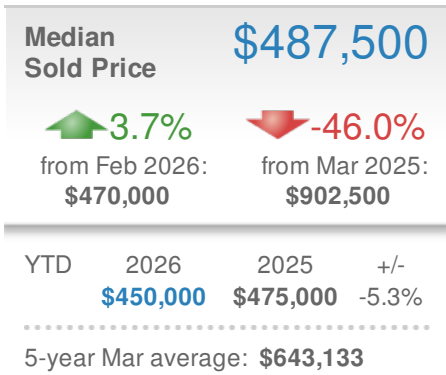 Median $487,500
Sold Price
3.7% -46.0%
from Feb 2026: from Mar 2025:
$470,000 $902,500
YTD 2026 2025 +/-
$450,000 $475,000 -5.3%
5-year Mar average: $643,133